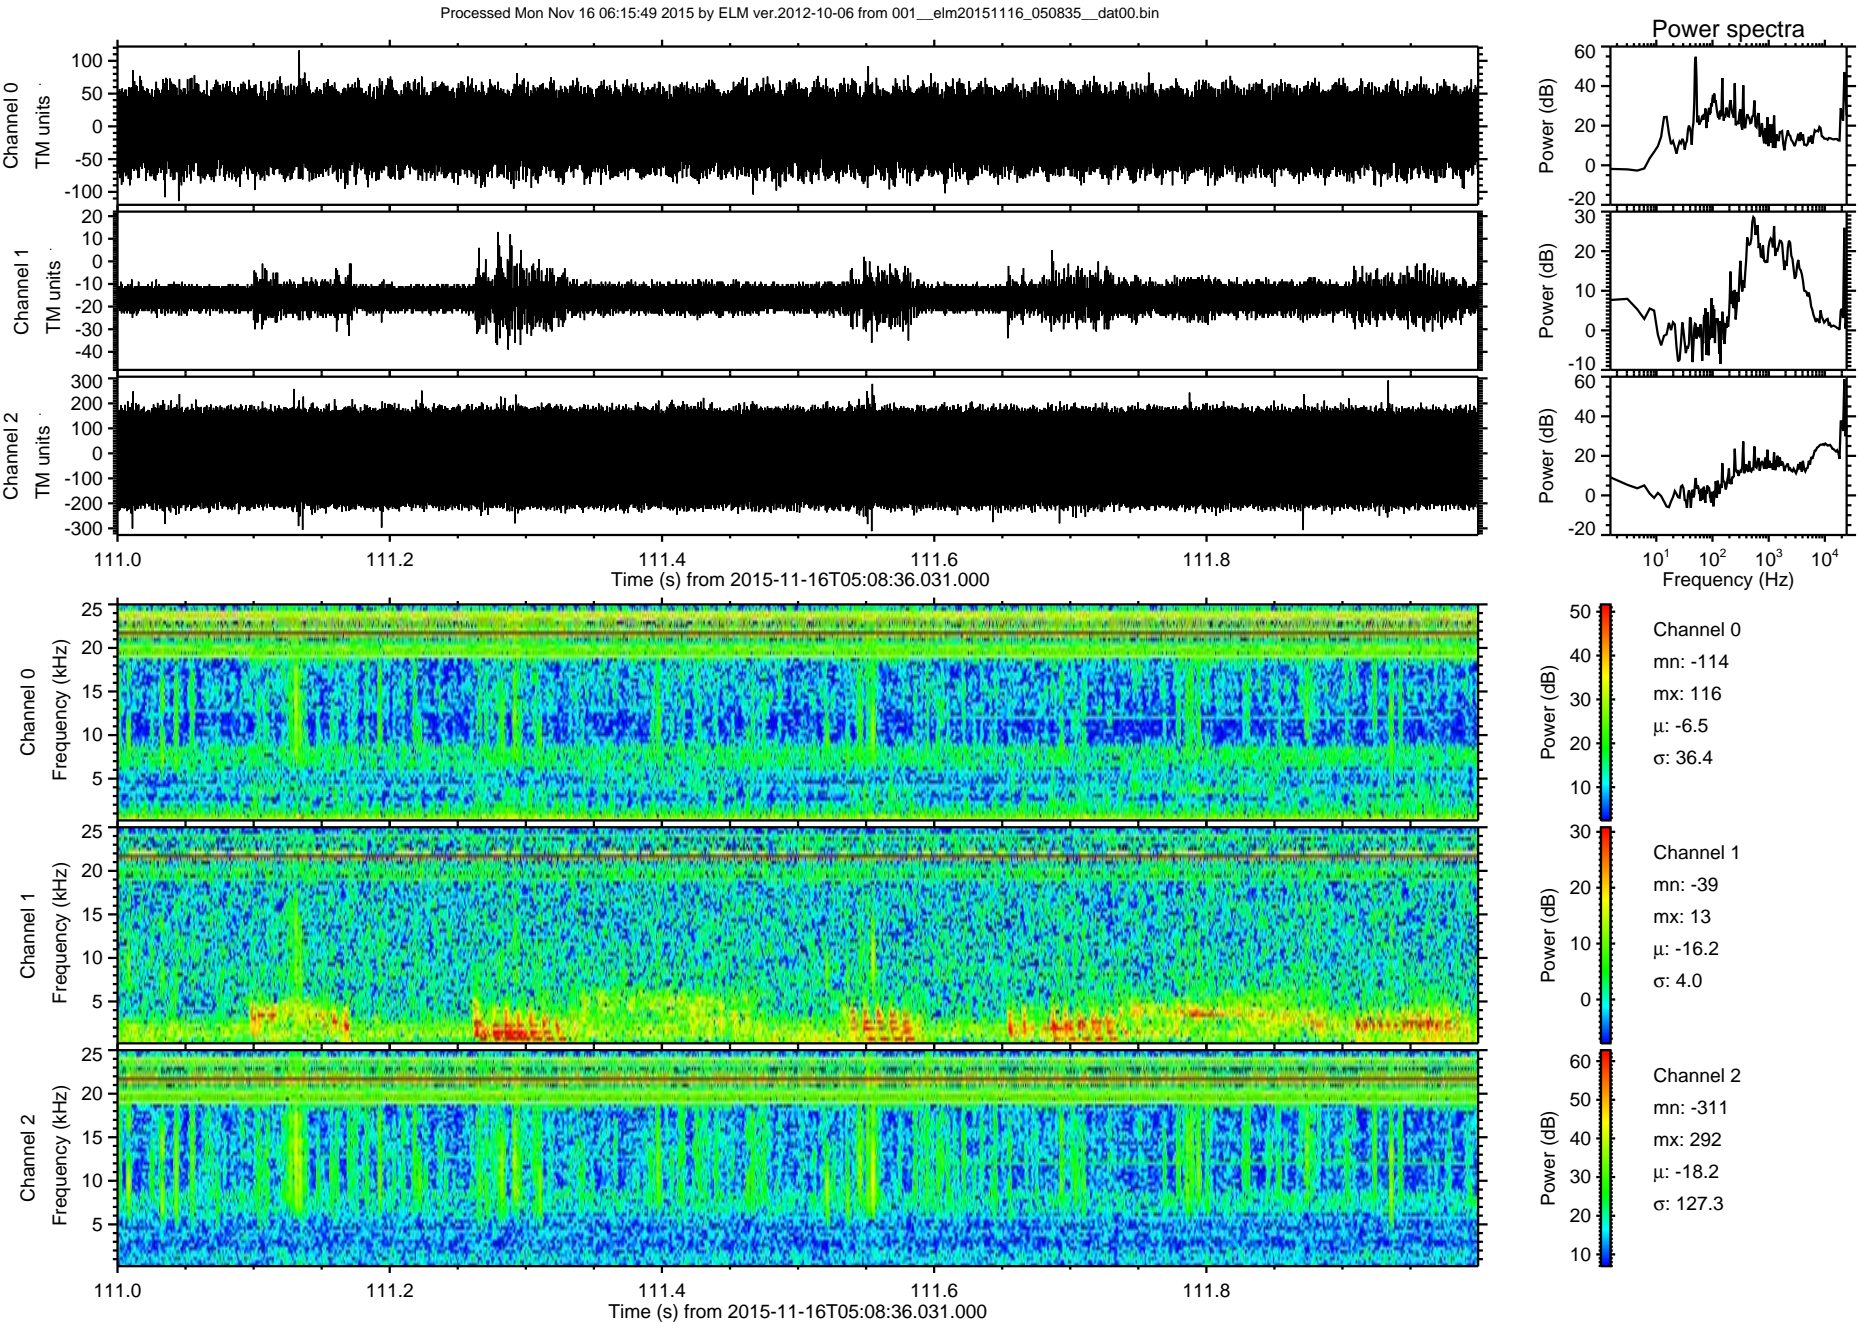 Processed Mon Nov 16 06:15:49 2015 by ELM ver.2012-10-06 from 001__elm20151116_050835__dat00.bin
Power spectra
Channel 0
TM units
100
50
0
-50
-100
Power (dB)
60
40
20
0
-20
Channel 1
TM units
20
10
0
-10
-20
-30
-40
Power (dB)
30
20
10
0
-10
Channel 2
TM units
300
200
100
0
-100
-200
-300
Power (dB)
60
40
20
0
-20
111.0 111.2 111.4 111.6 111.8
Time (s) from 2015-11-16T05:08:36.031.000
10^1 10^2 10^3 10^4
Frequency (Hz)
Channel 0
Frequency (kHz)
25
20
15
10
5
Power (dB)
50
40
30
20
10
Channel 0
mn: -114
mx: 116
μ: -6.5
σ: 36.4
Channel 1
Frequency (kHz)
25
20
15
10
5
Power (dB)
30
20
10
0
Channel 1
mn: -39
mx: 13
μ: -16.2
σ: 4.0
Channel 2
Frequency (kHz)
25
20
15
10
5
Power (dB)
60
50
40
30
20
10
Channel 2
mn: -311
mx: 292
μ: -18.2
σ: 127.3
111.0 111.2 111.4 111.6 111.8
Time (s) from 2015-11-16T05:08:36.031.000